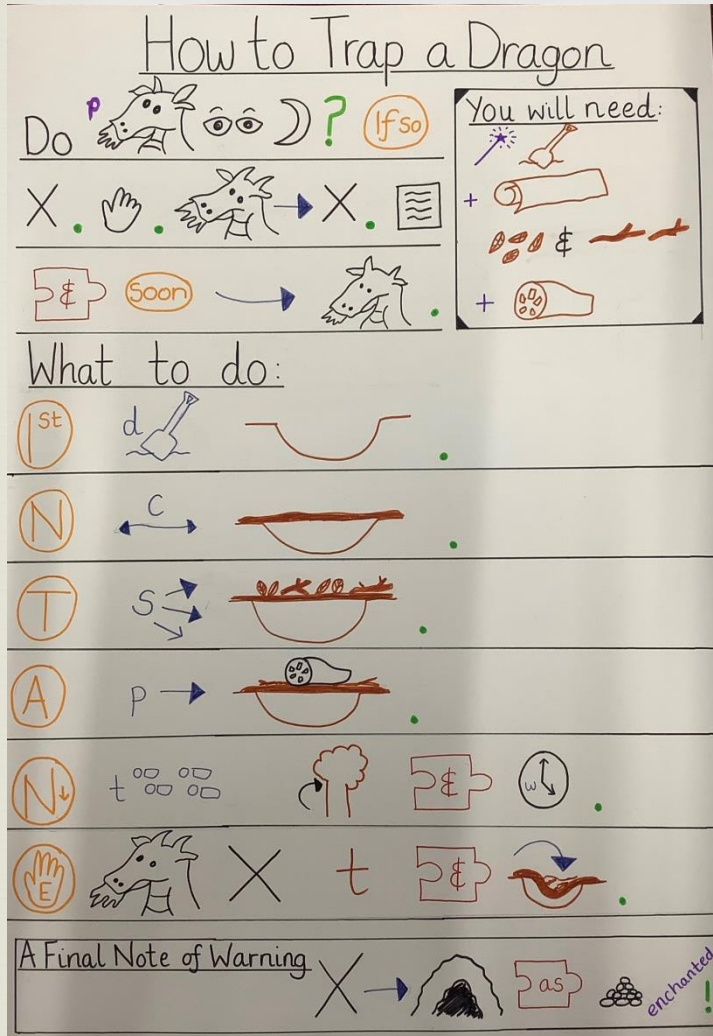 How to Trap a Dragon
Do P ? If so
X . . X .
& Soon .
You will need:
+
&
+
What to do:
1st d .
N c .
T S .
A p .
N t & w .
E X t & .
A Final Note of Warning X as enchanted !